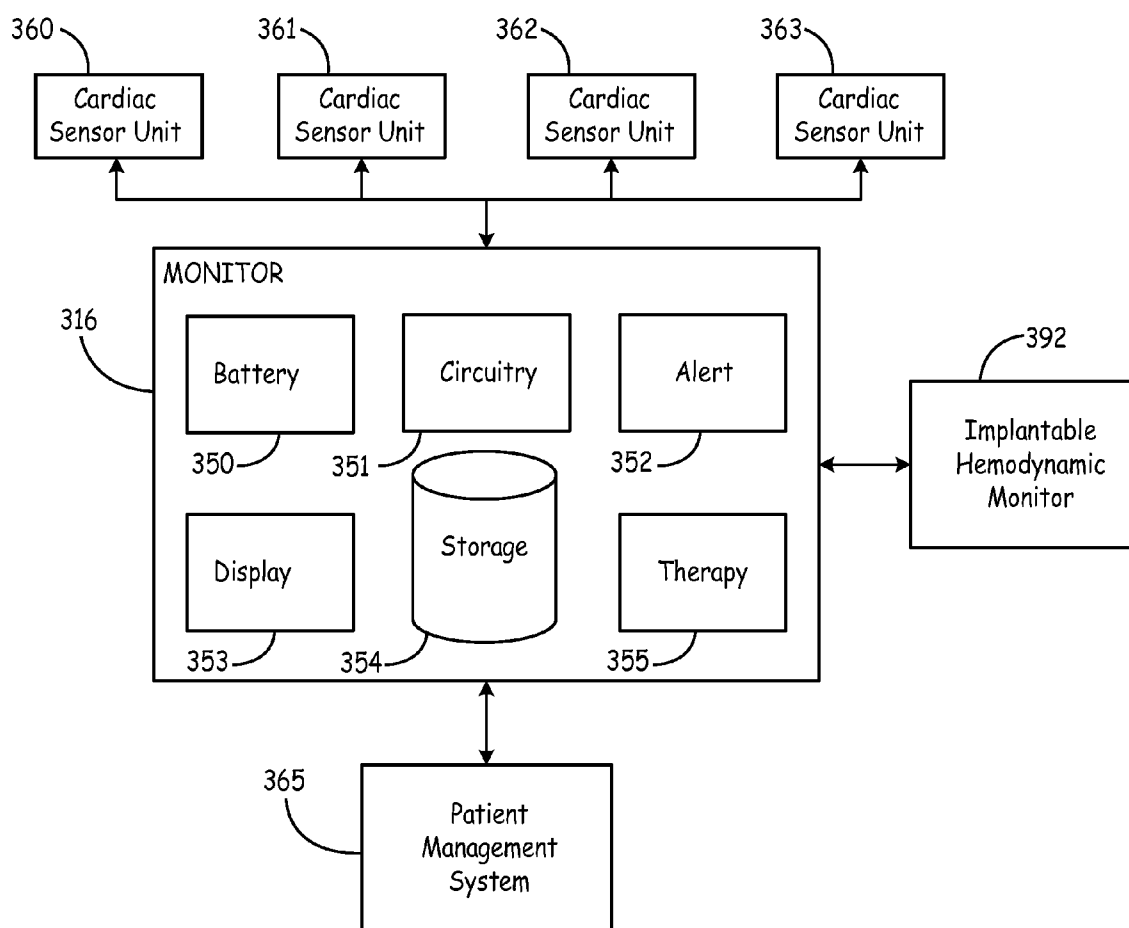 360
361
362
363
Cardiac
Sensor Unit
Cardiac
Sensor Unit
Cardiac
Sensor Unit
Cardiac
Sensor Unit
MONITOR
316
Battery
Circuitry
Alert
392
350
351
352
Implantable
Hemodynamic
Monitor
Display
Storage
Therapy
353
354
355
365
Patient
Management
System